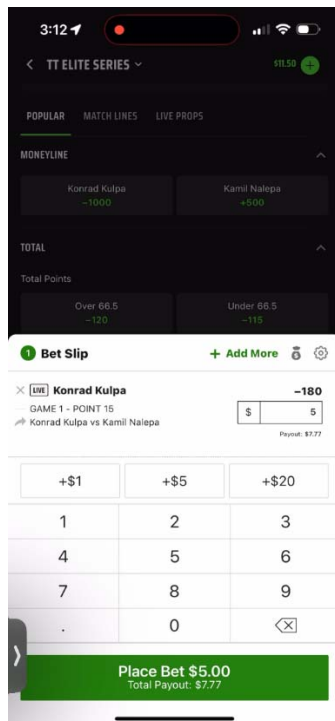 3:12
TT ELITE SERIES
$11.50
POPULAR MATCH LINES LIVE PROPS
MONEYLINE
Konrad Kulpa Kamil Nalepa
-1000 +500
TOTAL
Total Points
Over 66.5 Under 66.5
-120 -115
1 Bet Slip + Add More
LIVE Konrad Kulpa -180
GAME 1 - POINT 15 $ 5
Konrad Kulpa vs Kamil Nalepa
Payout: $7.77
+$1 +$5 +$20
1 2 3
4 5 6
7 8 9
. 0
Place Bet $5.00
Total Payout: $7.77